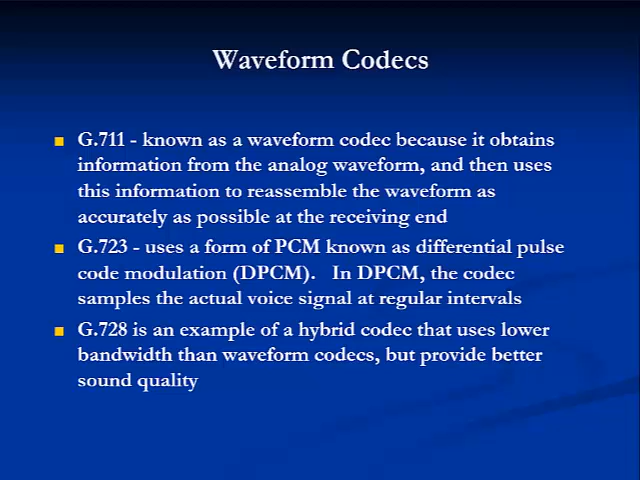 Waveform Codecs
G.711 - known as a waveform codec because it obtains
information from the analog waveform, and then uses
this information to reassemble the waveform as
accurately as possible at the receiving end
G.723 - uses a form of PCM known as differential pulse
code modulation (DPCM). In DPCM, the codec
samples the actual voice signal at regular intervals
G.728 is an example of a hybrid codec that uses lower
bandwidth than waveform codecs, but provide better
sound quality